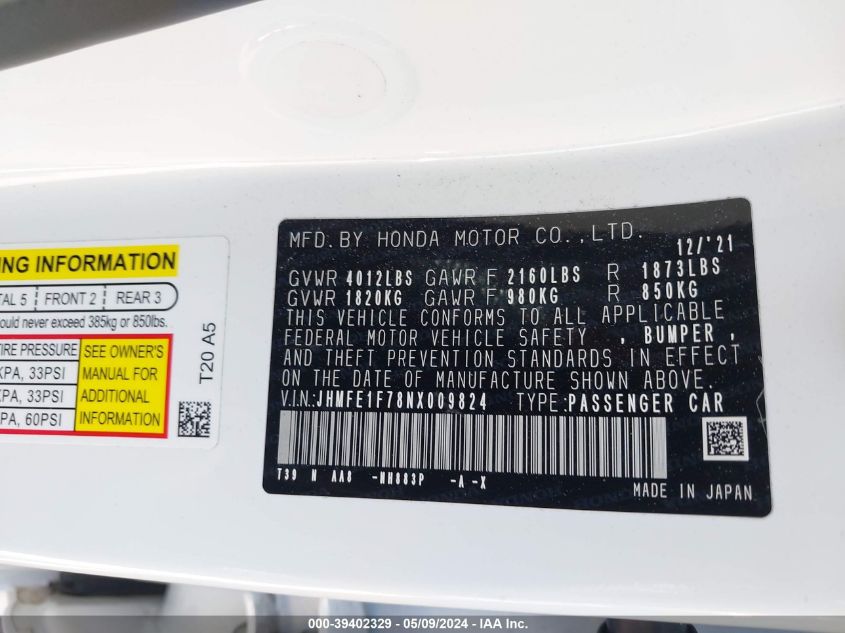 NG INFORMATION
TAL 5 FRONT 2 REAR 3
ould never exceed 385kg or 850lbs.
IRE PRESSURE
KPA, 33PSI
KPA, 33PSI
PA, 60PSI
SEE OWNER'S
MANUAL FOR
ADDITIONAL
INFORMATION
T20 A5
MFD. BY HONDA MOTOR CO., LTD. 12/'21
GVWR 4012LBS GAWR F 2160LBS R 1873LBS
GVWR 1820KG GAWR F 980KG R 850KG
THIS VEHICLE CONFORMS TO ALL APPLICABLE
FEDERAL MOTOR VEHICLE SAFETY , BUMPER ,
AND THEFT PREVENTION STANDARDS IN EFFECT
ON THE DATE OF MANUFACTURE SHOWN ABOVE.
V.IN.: JHMFE1F78NX009824 TYPE: PASSENGER CAR
T39 N AA8 -NH883P -A -X
MADE IN JAPAN
000-39402329 / 05/09/2024 - IAA Inc.